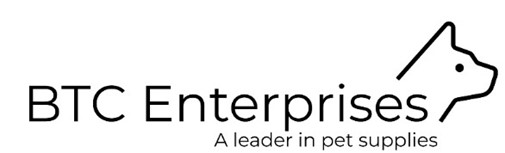 BTC Enterprises
A leader in pet supplies